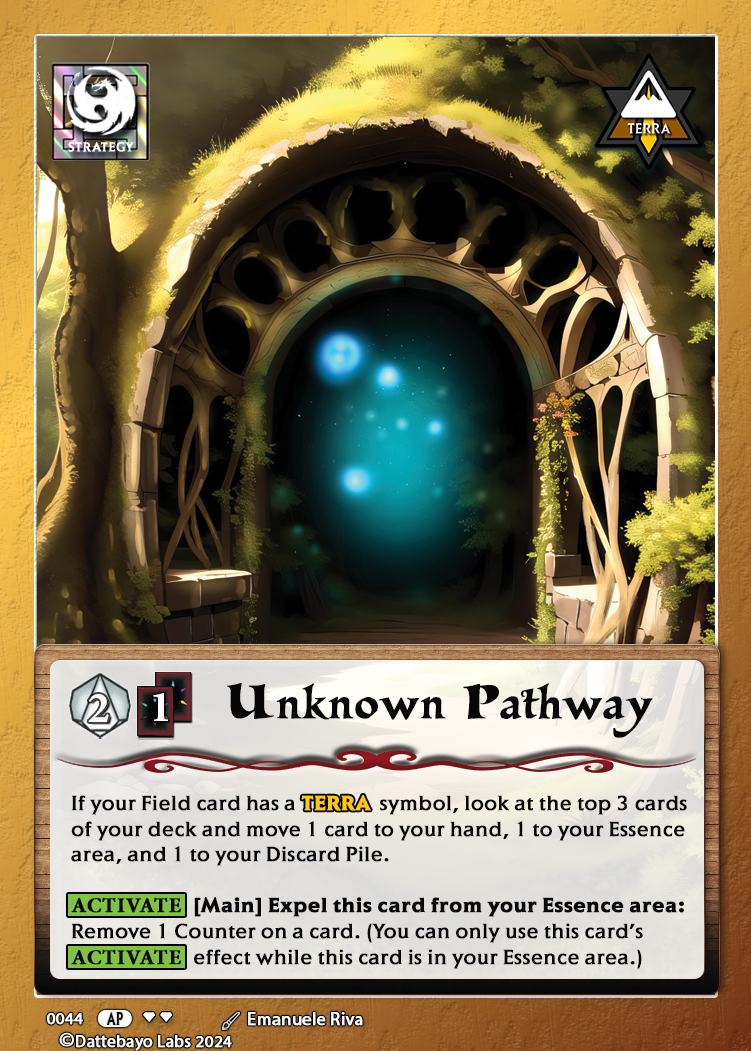 STRATEGY
TERRA
2 1 Unknown Pathway
If your Field card has a TERRA symbol, look at the top 3 cards
of your deck and move 1 card to your hand, 1 to your Essence
area, and 1 to your Discard Pile.
ACTIVATE [Main] Expel this card from your Essence area:
Remove 1 Counter on a card. (You can only use this card's
ACTIVATE effect while this card is in your Essence area.)
0044 AP Emanuele Riva
©Dattebayo Labs 2024